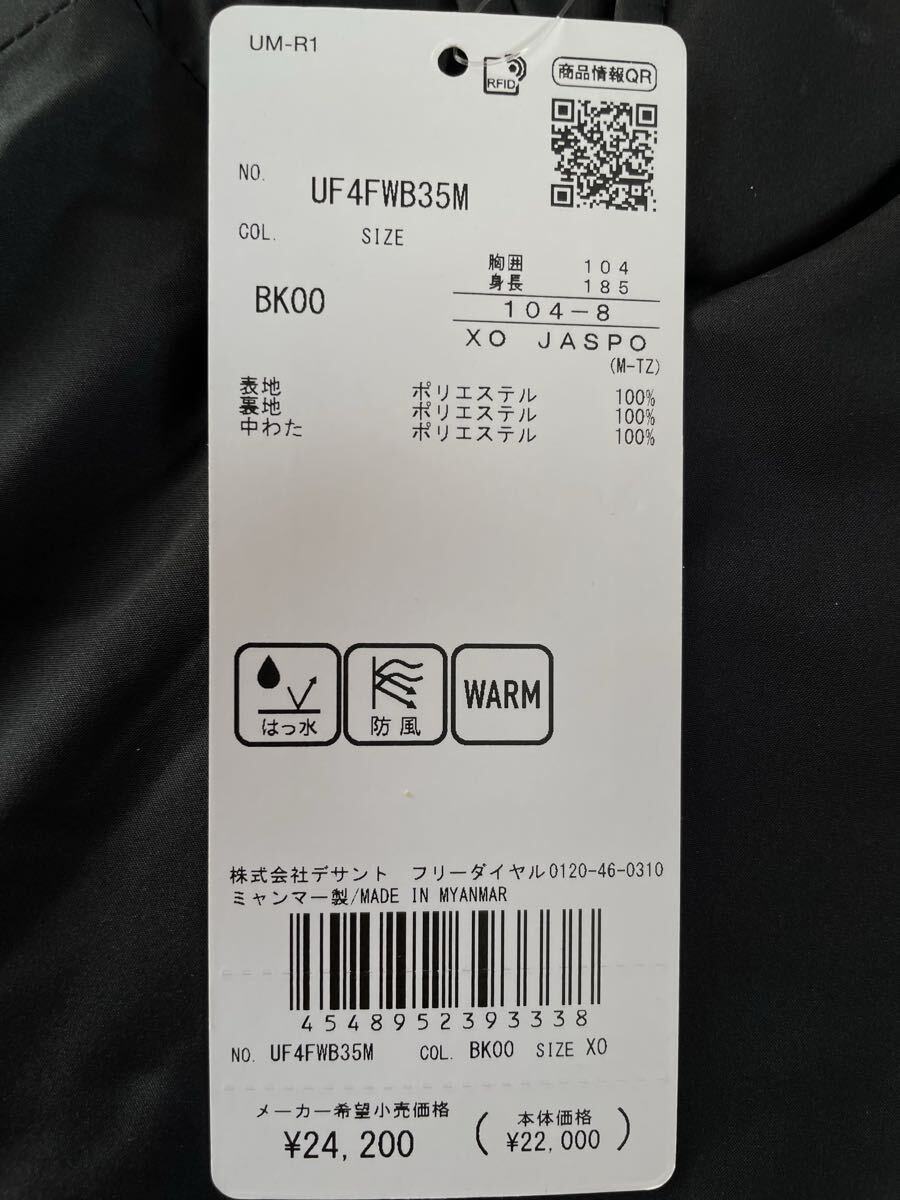 UM-R1
RFID
商品情報QR
NO. UF4FWB35M
COL. SIZE
胸囲 104
身長 185
BK00 104-8
XO JASPO
(M-TZ)
表地 ポリエステル 100%
裏地 ポリエステル 100%
中わた ポリエステル 100%
はっ水 防風 WARM
株式会社デサント フリーダイヤル0120-46-0310
ミャンマー製/MADE IN MYANMAR
4548952393338
NO. UF4FWB35M COL. BK00 SIZE XO
メーカー希望小売価格 (本体価格
¥24,200 ¥22,000)